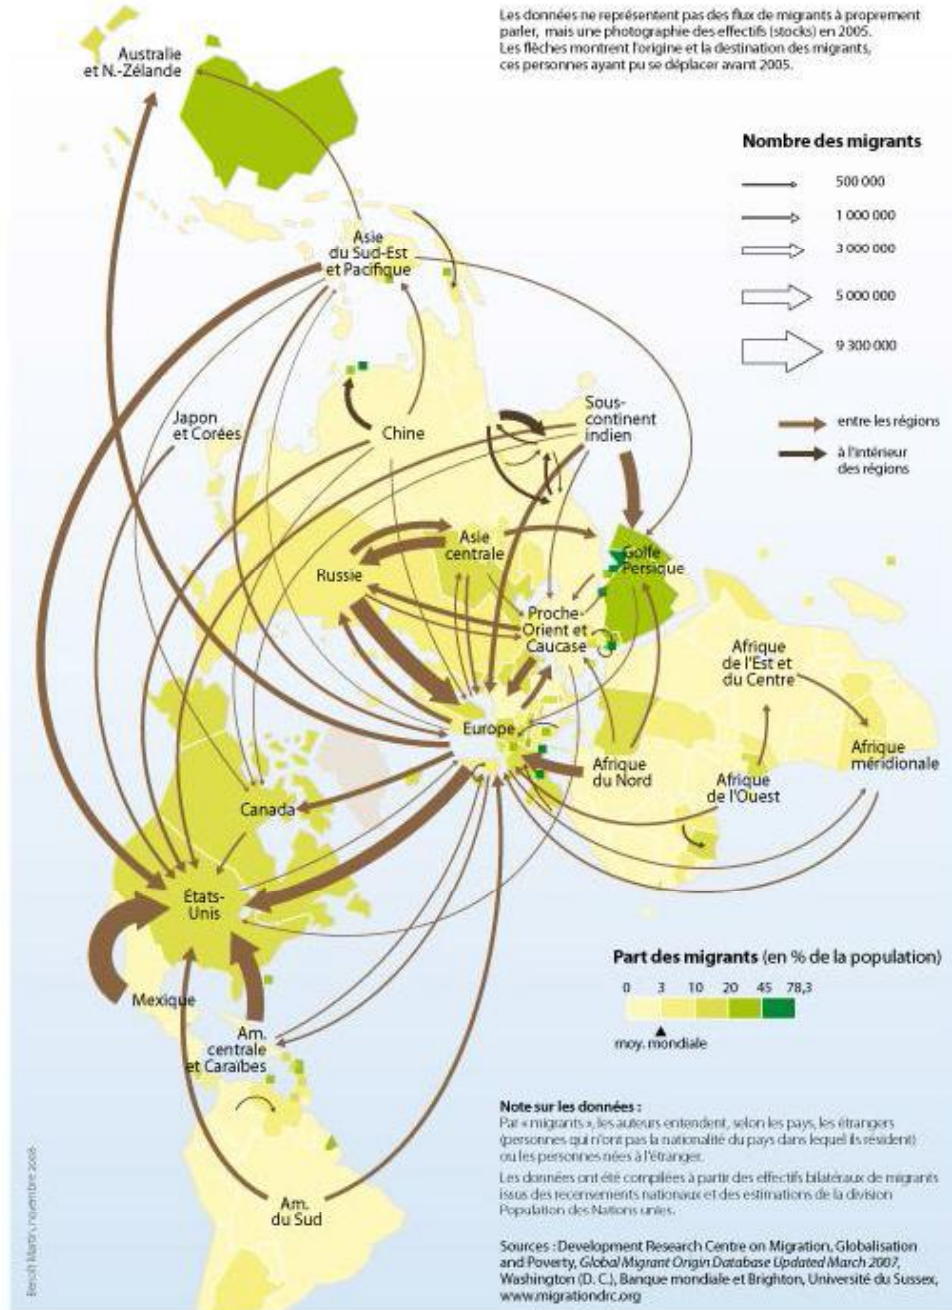 Les données ne représentent pas des flux de migrants à proprement
parler, mais une photographie des effectifs (stocks) en 2005.
Les flèches montrent l'origine et la destination des migrants,
ces personnes ayant pu se déplacer avant 2005.
Australie
et N.-Zélande
Nombre des migrants
500 000
1 000 000
3 000 000
5 000 000
9 300 000
entre les régions
à l'intérieur
des régions
Asie
du Sud-Est
et Pacifique
Japon
et Corées
Chine
Sous-
continent
indien
Russie
Asie
centrale
Golfe
Persique
Proche-
Orient et
Caucase
Afrique
de l'Est et
du Centre
Europe
Afrique
du Nord
Afrique
de l'Ouest
Afrique
méridionale
Canada
États-
Unis
Mexique
Am.
centrale
et Caraïbes
Am.
du Sud
Part des migrants (en % de la population)
0 3 10 20 45 78,3
moy. mondiale
Note sur les données :
Par « migrants », les auteurs entendent, selon les pays, les étrangers
(personnes qui n'ont pas la nationalité du pays dans lequel ils résident)
ou les personnes nées à l'étranger.
Les données ont été compilées à partir des effectifs bilatéraux de migrants
issus des recensements nationaux et des estimations de la division
Population des Nations unies.
Sources : Development Research Centre on Migration, Globalisation
and Poverty, Global Migrant Origin Database Updated March 2007,
Washington (D. C.), Banque mondiale et Brighton, Université du Sussex,
www.migrationdrc.org
Benoît Martin, novembre 2008